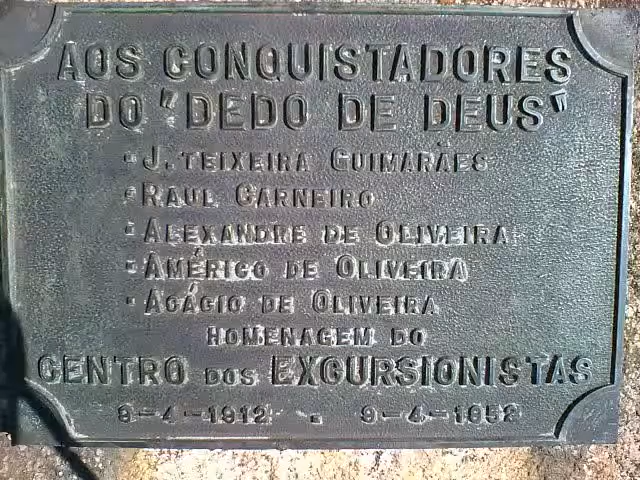 AOS CONQUISTADORES
DO "DEDO DE DEUS"
- J. TEIXEIRA GUIMARÃES
- RAUL CARNEIRO
- ALEXANDRE DE OLIVEIRA
- AMÉRICO DE OLIVEIRA
- ACÁCIO DE OLIVEIRA
HOMENAGEM DO
CENTRO DOS EXCURSIONISTAS
9-4-1912 - 9-4-1952